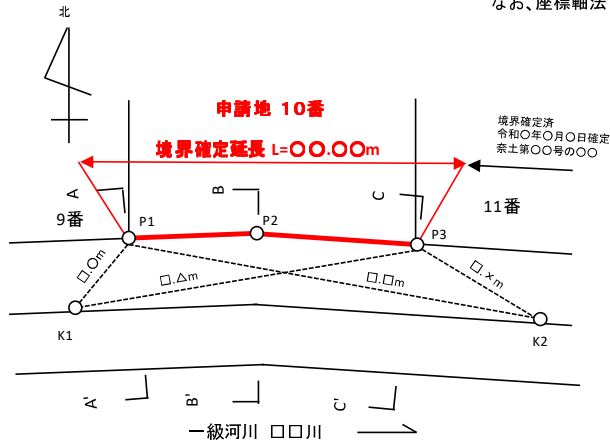 なお、座標軸法
北
申請地 10番
境界確定延長 L=〇〇.〇〇m
境界確定済
令和〇年〇月〇日確定
奈土第〇〇号の〇〇
A
B
C
9番
11番
P1
P2
P3
□.〇m
□.△m
□.□m
□.×m
K1
K2
A'
B'
C'
一級河川 □□川